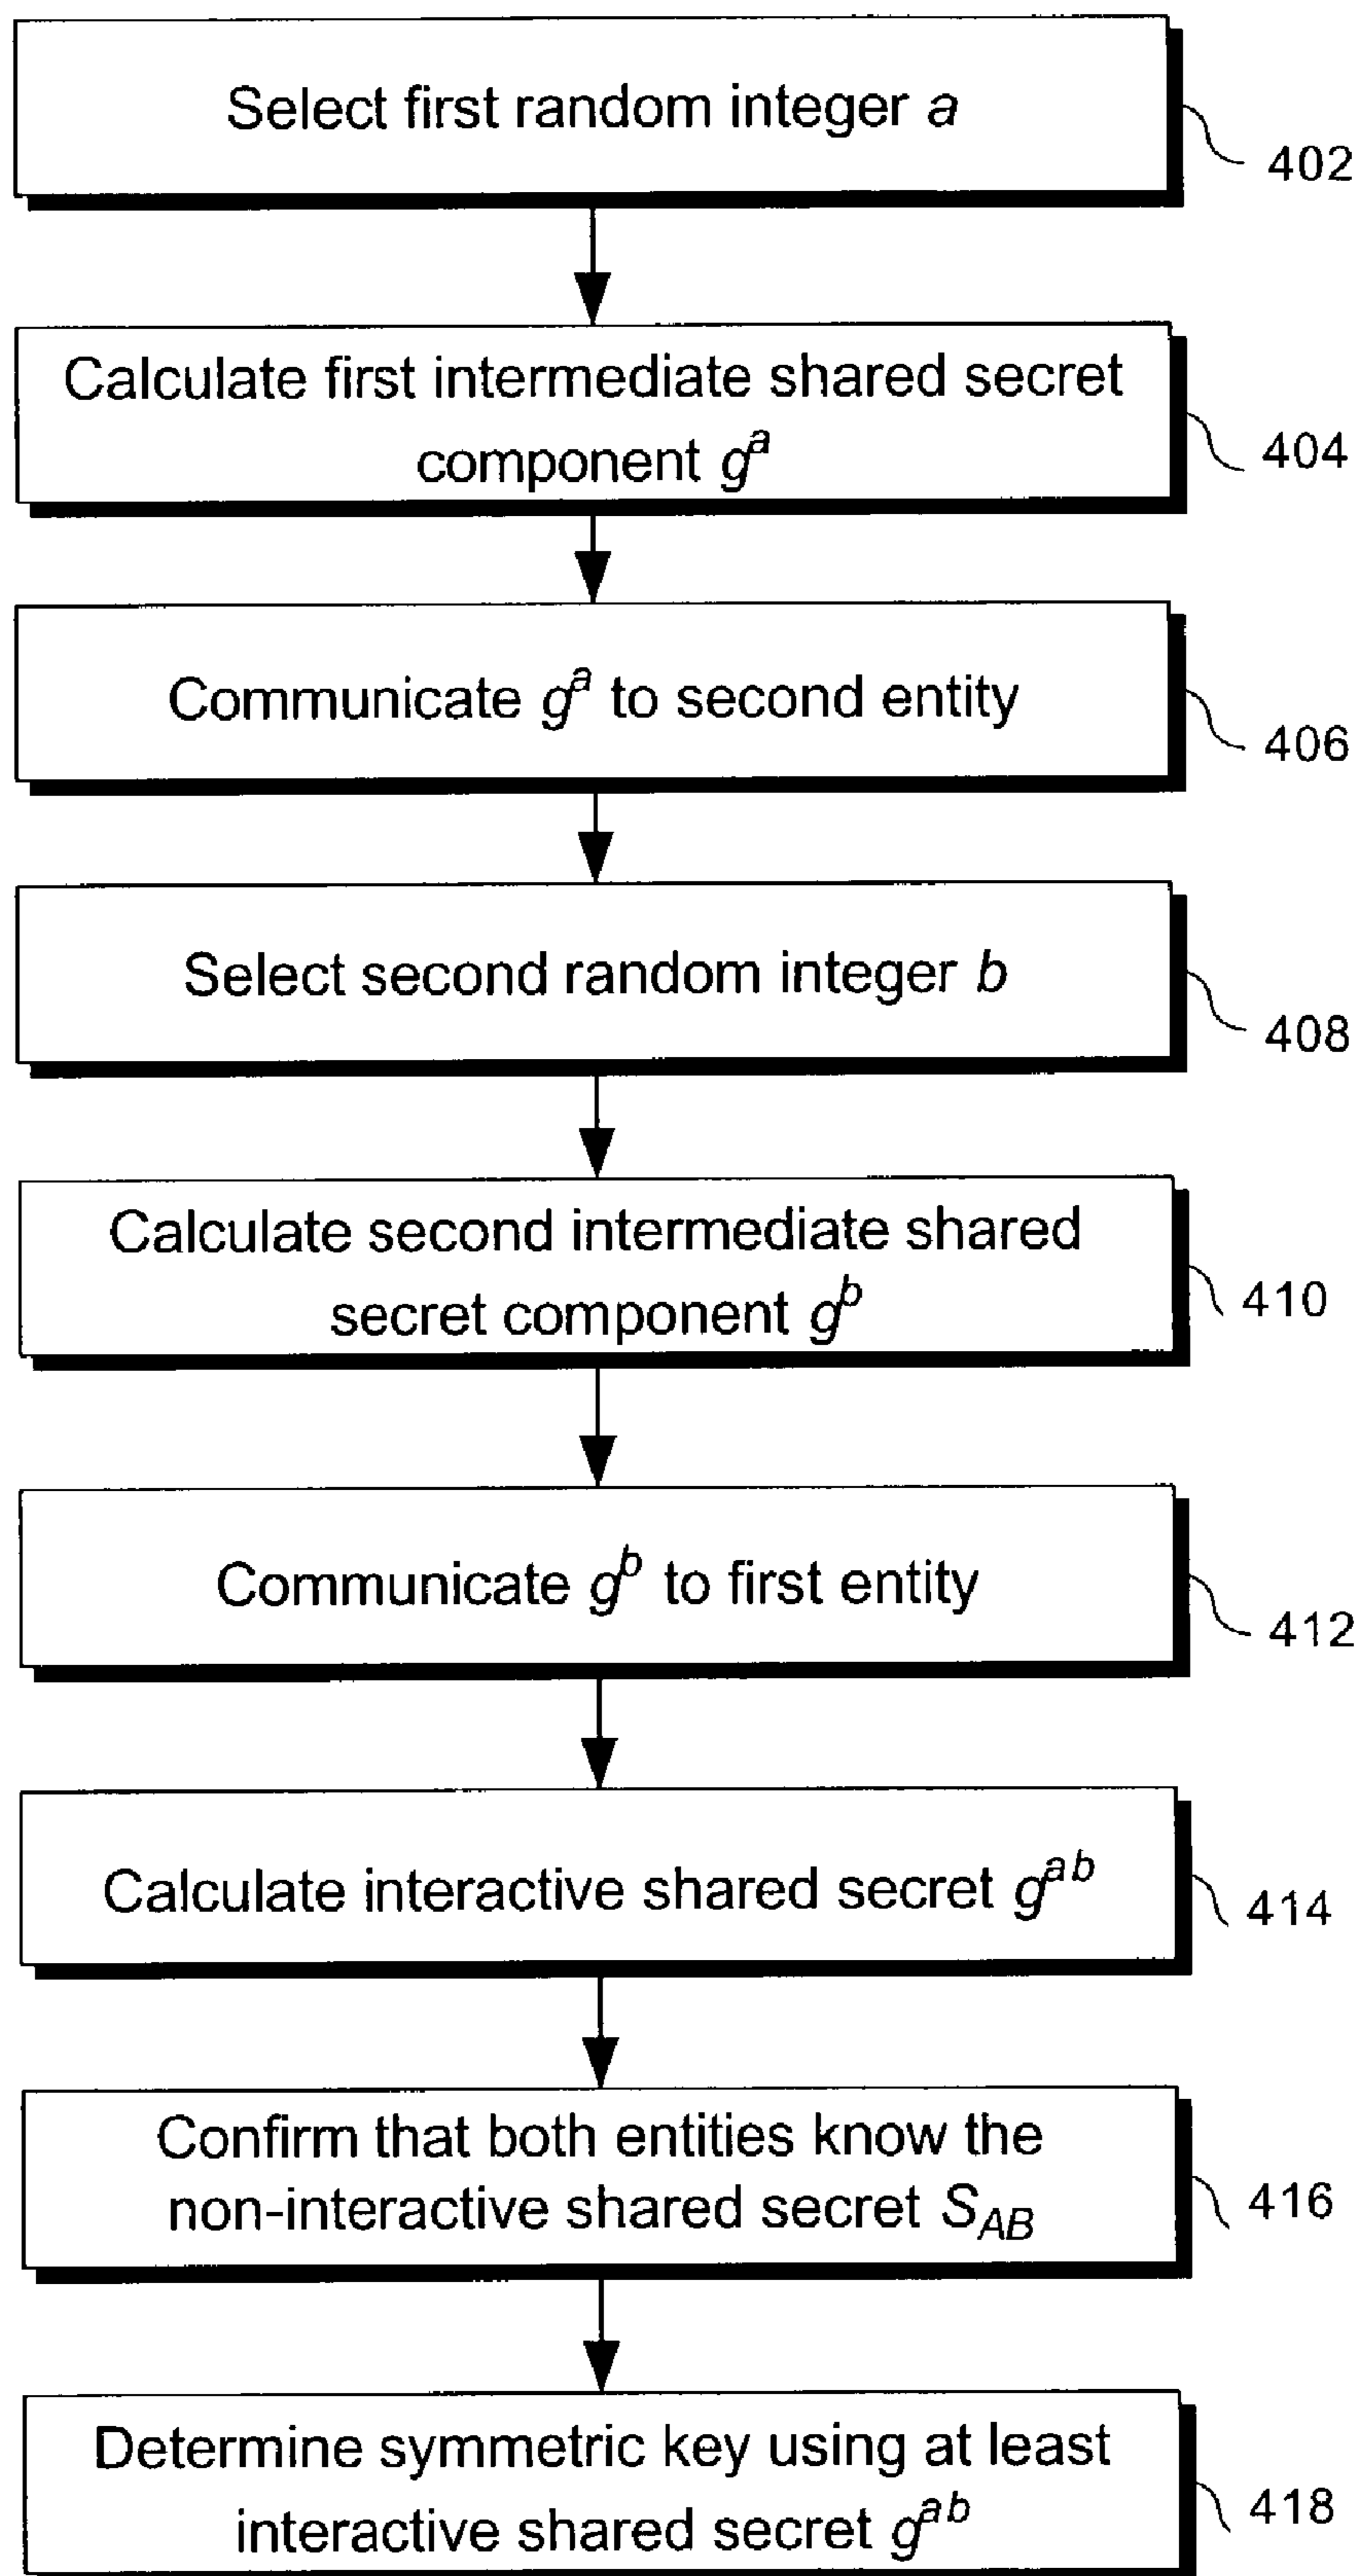 Select first random integer a
402
Calculate first intermediate shared secret
component g^a
404
Communicate g^a to second entity
406
Select second random integer b
408
Calculate second intermediate shared
secret component g^b
410
Communicate g^b to first entity
412
Calculate interactive shared secret g^ab
414
Confirm that both entities know the
non-interactive shared secret S_AB
416
Determine symmetric key using at least
interactive shared secret g^ab
418